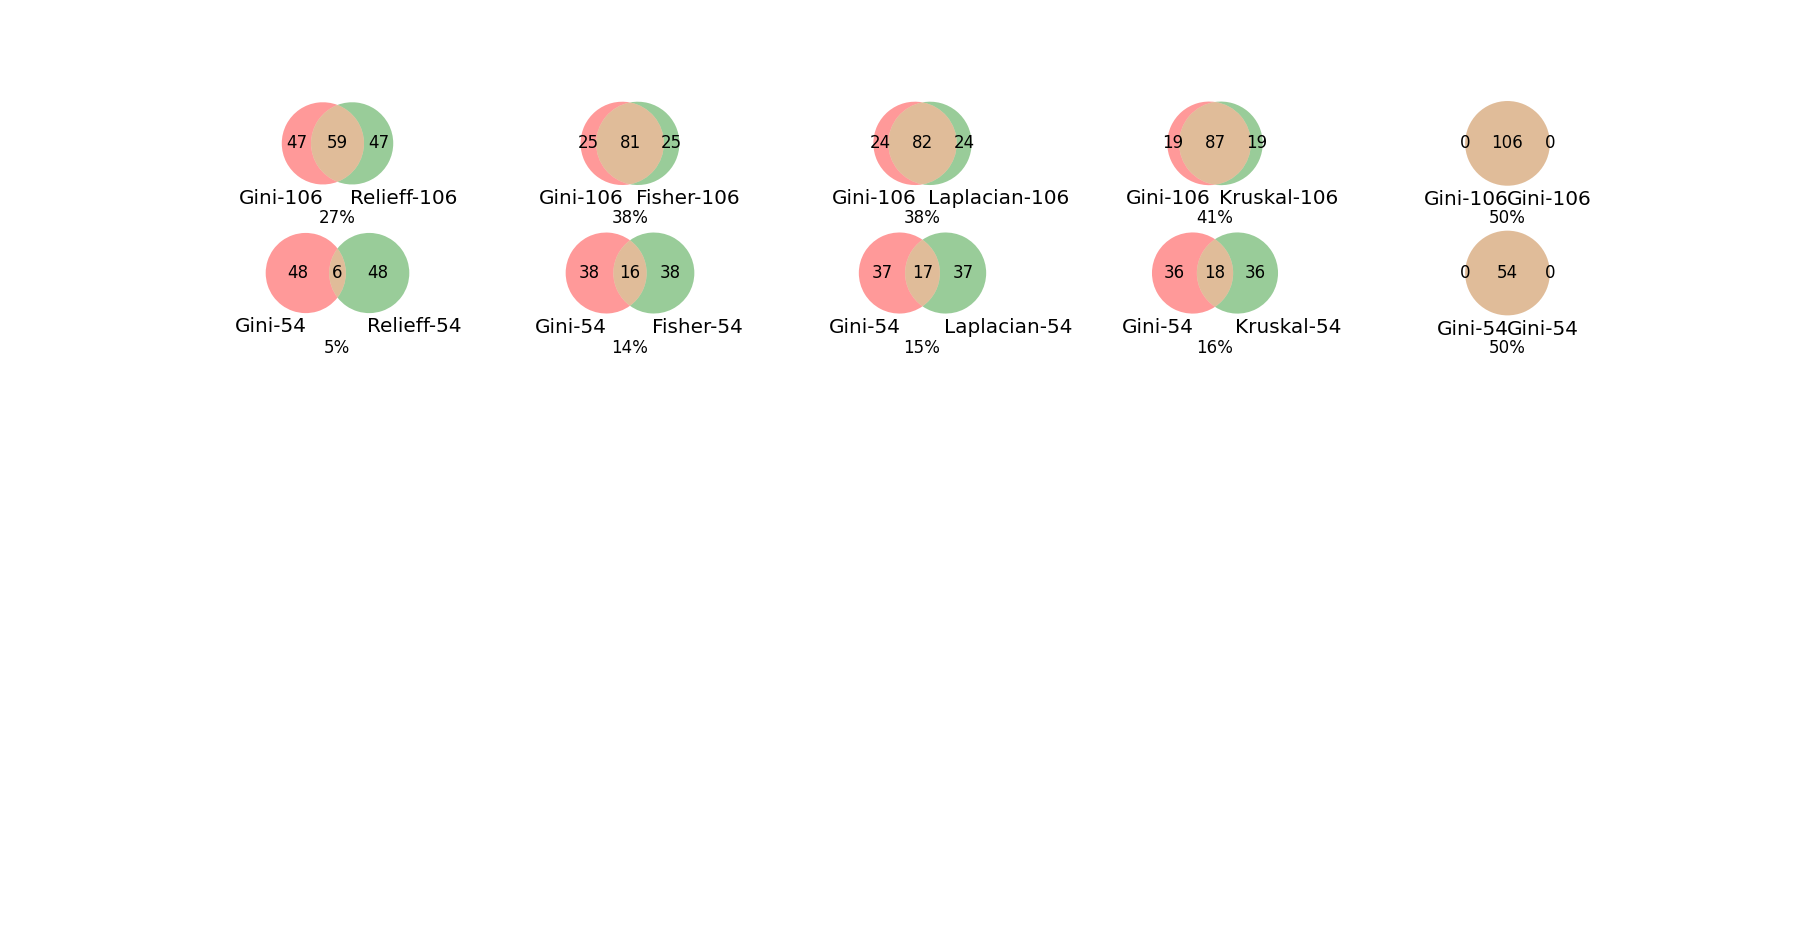 47 59 47
Gini-106 Relieff-106
27%
25 81 25
Gini-106 Fisher-106
38%
24 82 24
Gini-106 Laplacian-106
38%
19 87 19
Gini-106 Kruskal-106
41%
0 106 0
Gini-106 Gini-106
50%
48 6 48
Gini-54 Relieff-54
5%
38 16 38
Gini-54 Fisher-54
14%
37 17 37
Gini-54 Laplacian-54
15%
36 18 36
Gini-54 Kruskal-54
16%
0 54 0
Gini-54 Gini-54
50%